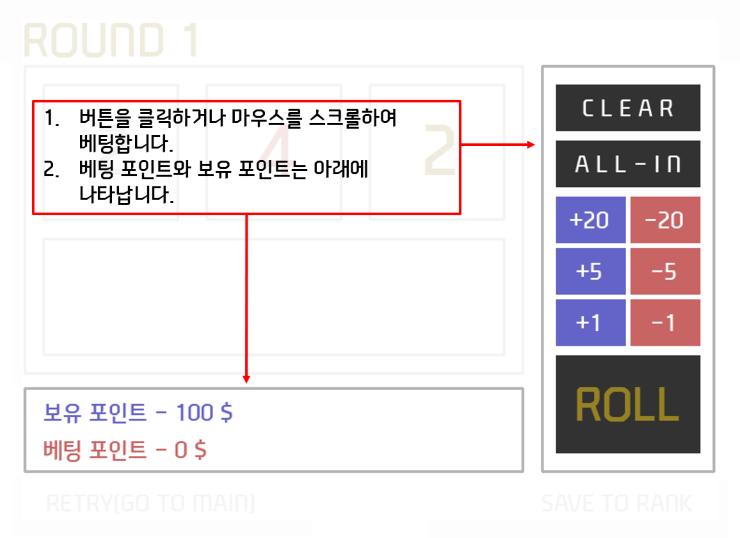 ROUND 1
4
2
1. 버튼을 클릭하거나 마우스를 스크롤하여
베팅합니다.
2. 베팅 포인트와 보유 포인트는 아래에
나타납니다.
CLEAR
ALL-IN
+20 -20
+5 -5
+1 -1
ROLL
보유 포인트 - 100 $
베팅 포인트 - 0 $
RETRY(GO TO MAIN)
SAVE TO RANK